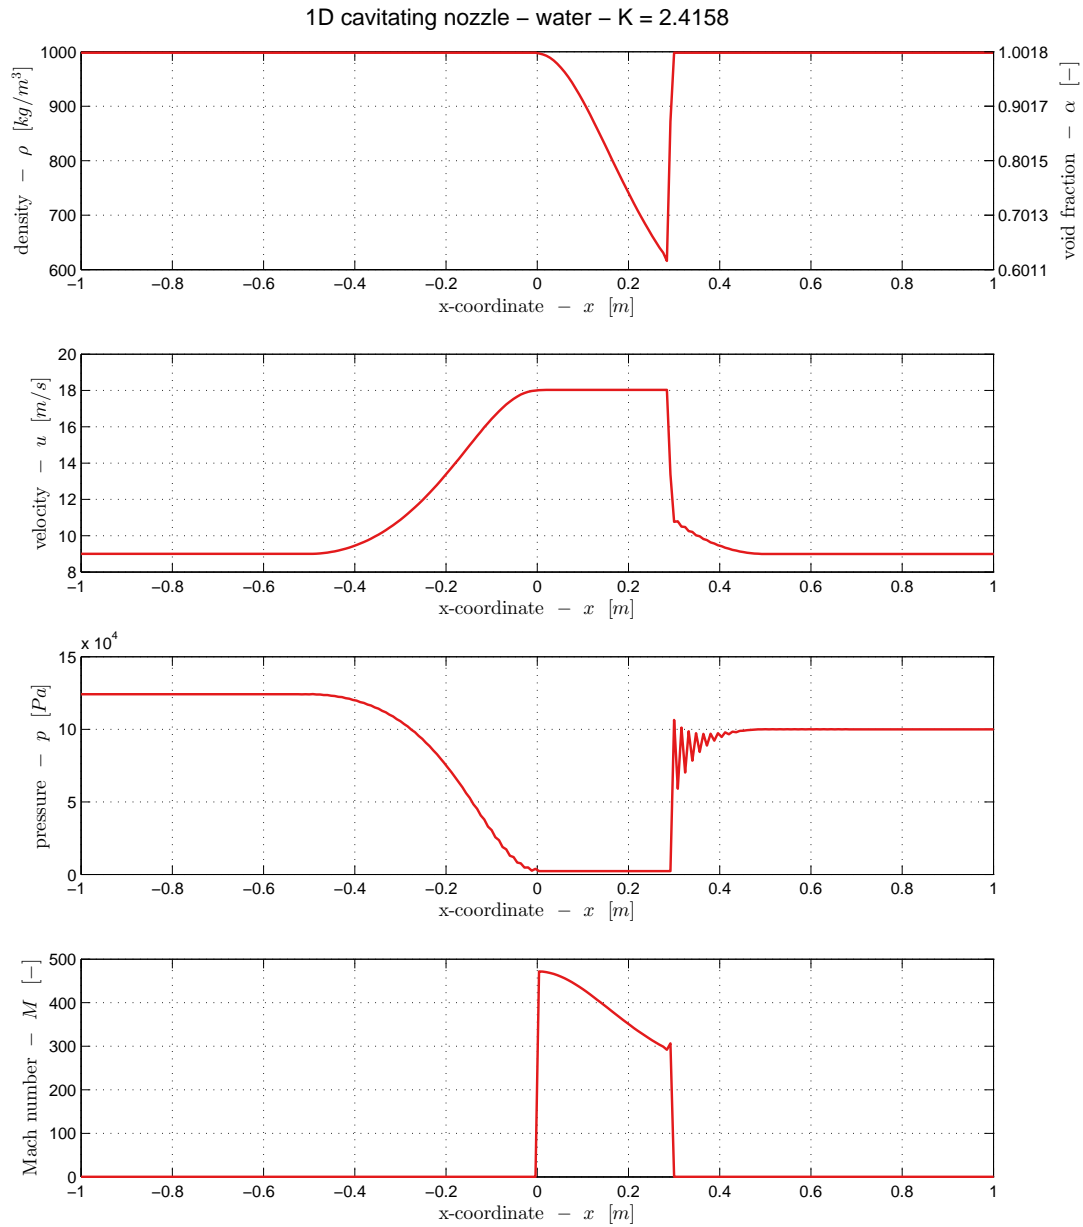 1D cavitating nozzle − water − K = 2.4158
density − ρ [kg/m³]
1000
900
800
700
600
1.0018
0.9017
0.8015
0.7013
0.6011
void fraction − α [−]
−1 −0.8 −0.6 −0.4 −0.2 0 0.2 0.4 0.6 0.8 1
x-coordinate − x [m]
velocity − u [m/s]
20
18
16
14
12
10
8
−1 −0.8 −0.6 −0.4 −0.2 0 0.2 0.4 0.6 0.8 1
x-coordinate − x [m]
x 10⁴
pressure − p [Pa]
15
10
5
0
−1 −0.8 −0.6 −0.4 −0.2 0 0.2 0.4 0.6 0.8 1
x-coordinate − x [m]
Mach number − M [−]
500
400
300
200
100
0
−1 −0.8 −0.6 −0.4 −0.2 0 0.2 0.4 0.6 0.8 1
x-coordinate − x [m]